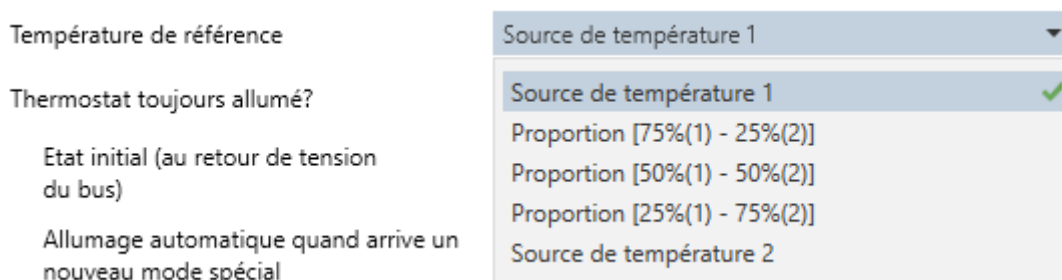 Température de référence
Source de température 1
Thermostat toujours allumé?
Source de température 1
Proportion [75%(1) - 25%(2)]
Etat initial (au retour de tension
du bus)
Proportion [50%(1) - 50%(2)]
Proportion [25%(1) - 75%(2)]
Allumage automatique quand arrive un
nouveau mode spécial
Source de température 2